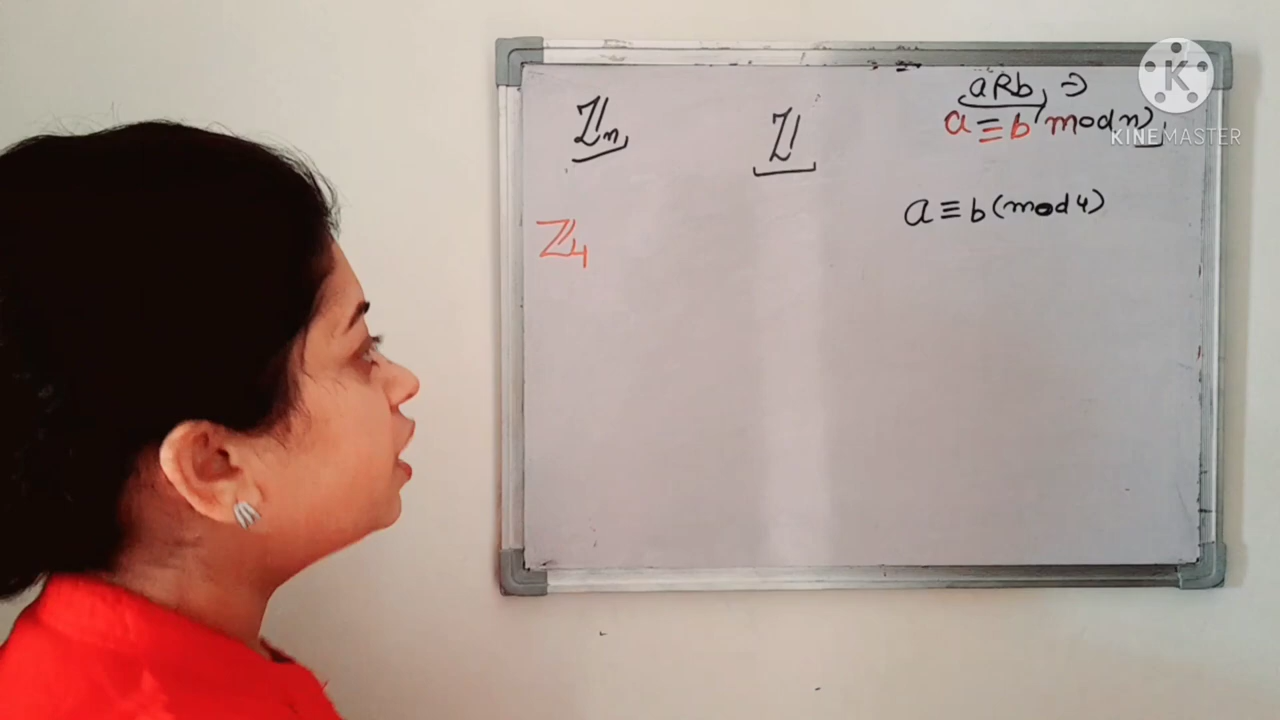 ℤₙ
ℤ
aRb, ⇒
a ≡ b (mod n),
K
KINEMASTER
a ≡ b (mod 4)
ℤ₄